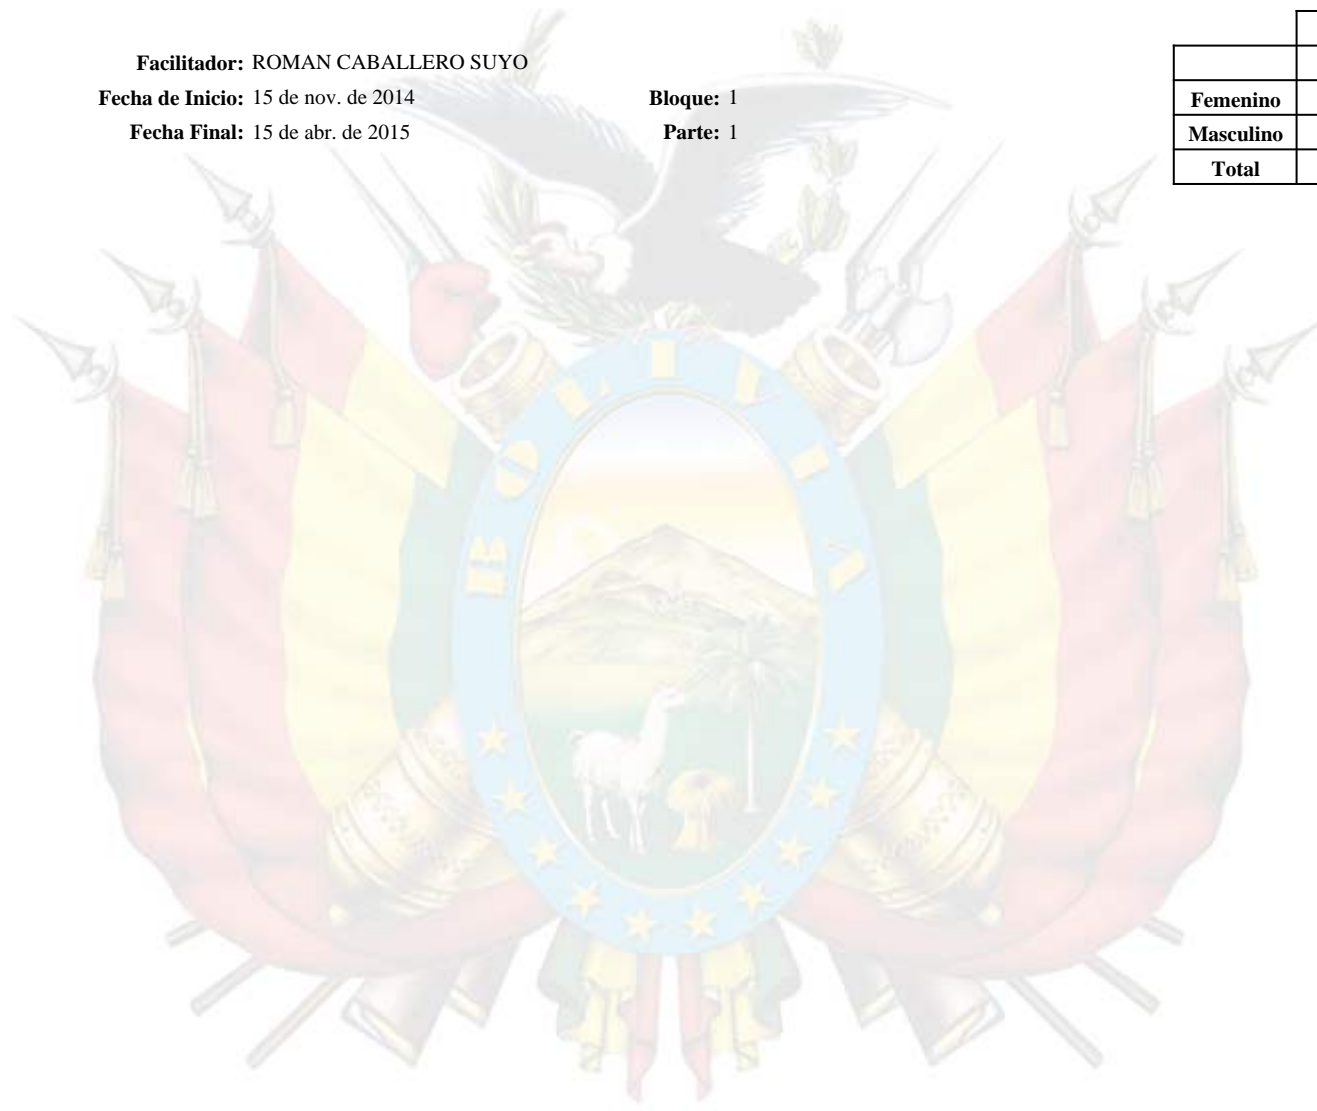 Facilitador: ROMAN CABALLERO SUYO
Fecha de Inicio: 15 de nov. de 2014 Bloque: 1
Fecha Final: 15 de abr. de 2015 Parte: 1
Femenino
Masculino
Total
BOLIVIA